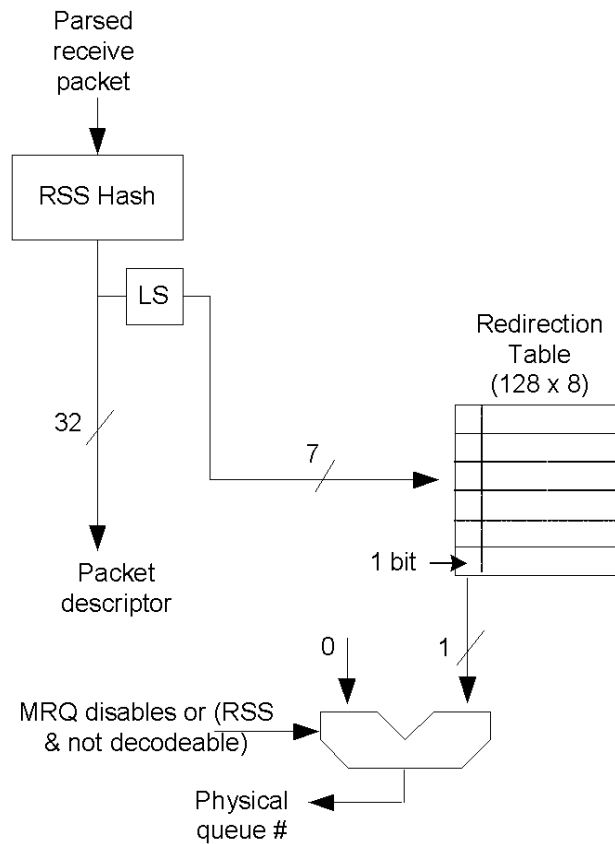 Parsed
receive
packet
RSS Hash
LS
Redirection
Table
(128 x 8)
32
7
Packet
descriptor
1 bit
0
1
MRQ disables or (RSS
& not decodeable)
Physical
queue #